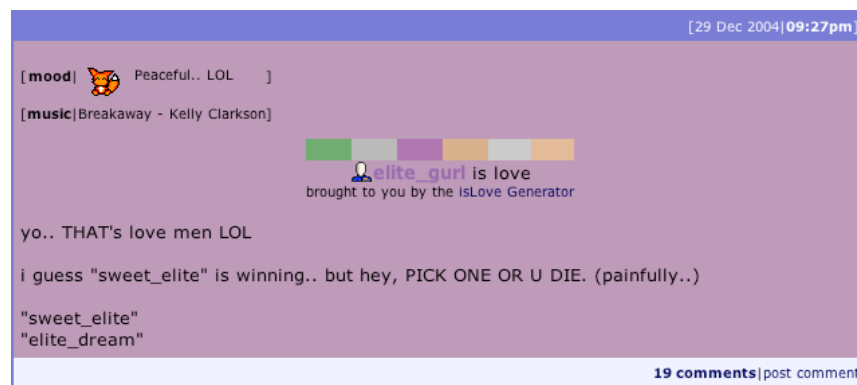 [29 Dec 2004|09:27pm]
[mood| Peaceful.. LOL ]
[music|Breakaway - Kelly Clarkson]
elite_gurl is love
brought to you by the isLove Generator
yo.. THAT's love men LOL
i guess "sweet_elite" is winning.. but hey, PICK ONE OR U DIE. (painfully..)
"sweet_elite"
"elite_dream"
19 comments|post comment